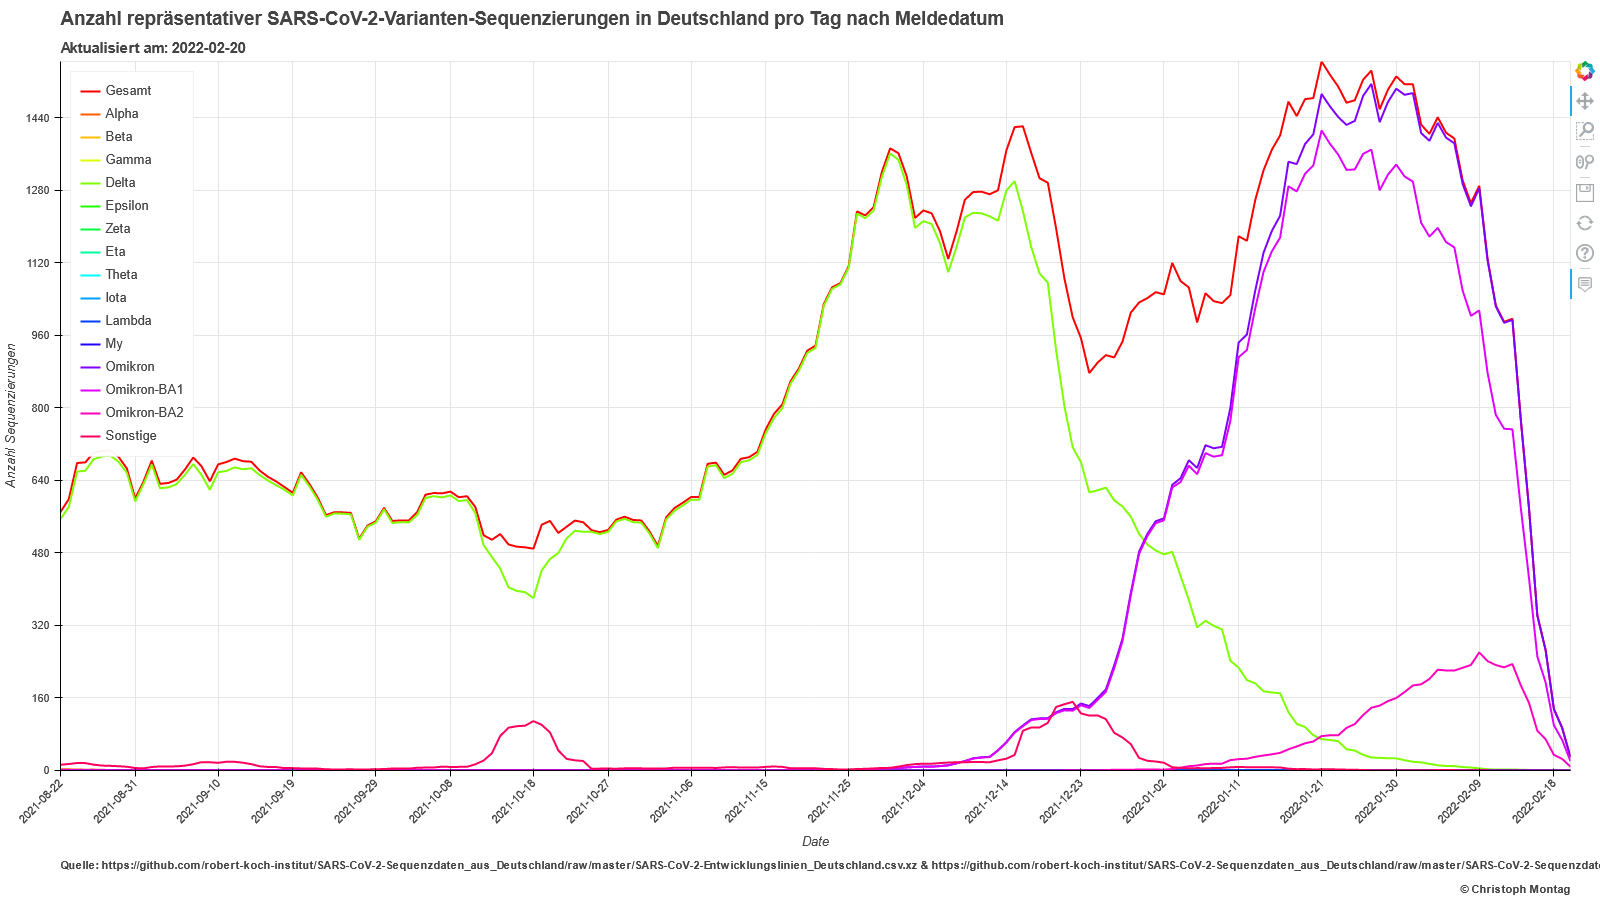 Anzahl repräsentativer SARS-CoV-2-Varianten-Sequenzierungen in Deutschland pro Tag nach Meldedatum
Aktualisiert am: 2022-02-20
Gesamt
Alpha
Beta
Gamma
Delta
Epsilon
Zeta
Eta
Theta
Iota
Lambda
My
Omikron
Omikron-BA1
Omikron-BA2
Sonstige
Anzahl Sequenzierungen
1440
1280
1120
960
800
640
480
320
160
0
2021-08-22
2021-08-31
2021-09-10
2021-09-19
2021-09-29
2021-10-08
2021-10-18
2021-10-27
2021-11-06
2021-11-15
2021-11-25
2021-12-04
2021-12-14
2021-12-23
2022-01-02
2022-01-11
2022-01-21
2022-01-30
2022-02-09
2022-02-18
Date
Quelle: https://github.com/robert-koch-institut/SARS-CoV-2-Sequenzdaten_aus_Deutschland/raw/master/SARS-CoV-2-Entwicklungslinien_Deutschland.csv.xz & https://github.com/robert-koch-institut/SARS-CoV-2-Sequenzdaten_aus_Deutschland/raw/master/SARS-CoV-2-Sequenzdate
© Christoph Montag